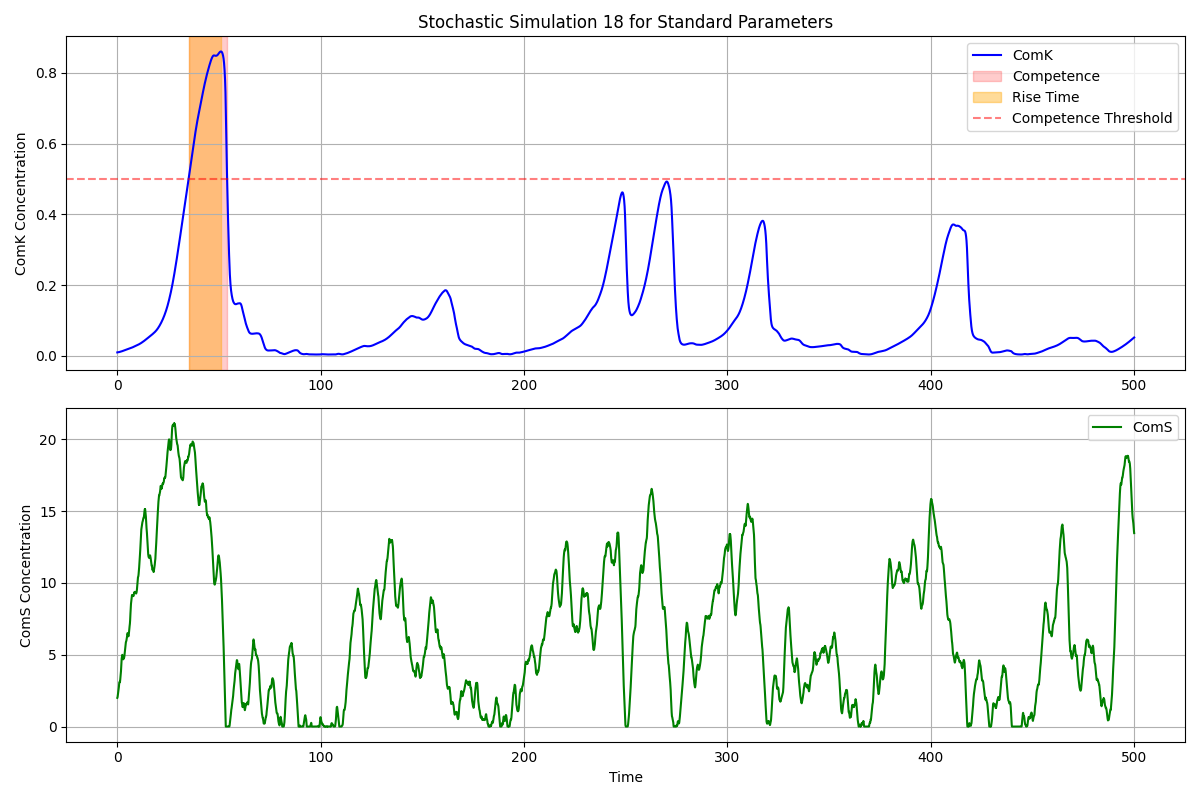 Stochastic Simulation 18 for Standard Parameters
ComK Concentration
0.8
0.6
0.4
0.2
0.0
ComK
Competence
Rise Time
Competence Threshold
0 100 200 300 400 500
ComS Concentration
20
15
10
5
0
ComS
0 100 200 300 400 500
Time